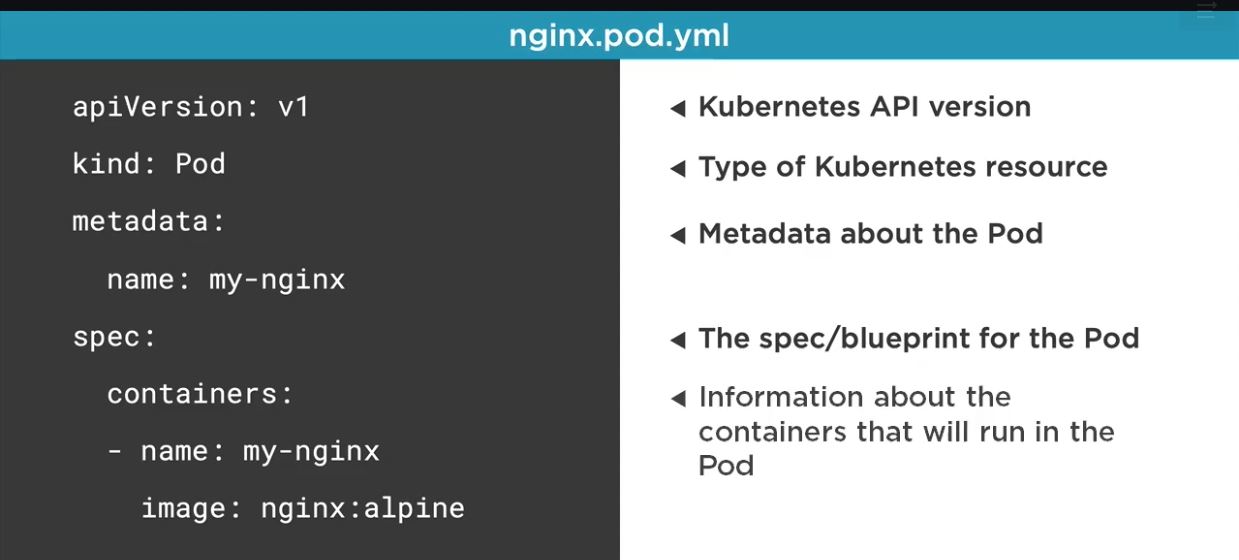 nginx.pod.yml
apiVersion: v1
kind: Pod
metadata:
  name: my-nginx
spec:
  containers:
  - name: my-nginx
    image: nginx:alpine
◄ Kubernetes API version
◄ Type of Kubernetes resource
◄ Metadata about the Pod
◄ The spec/blueprint for the Pod
◄ Information about the
containers that will run in the
Pod